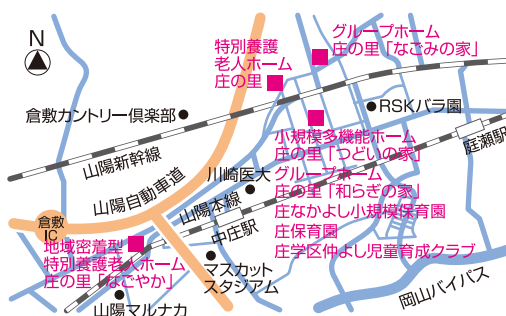 N
特別養護
老人ホーム
庄の里
グループホーム
庄の里「なごみの家」
倉敷カントリー倶楽部
RSKバラ園
庭瀬駅
山陽新幹線
小規模多機能ホーム
庄の里「つどいの家」
グループホーム
庄の里「和らぎの家」
庄なかよし小規模保育園
庄保育園
庄学区仲よし児童育成クラブ
川崎医大
山陽自動車道
山陽本線
中庄駅
倉敷
IC
地域密着型
特別養護老人ホーム
庄の里「なごやか」
マスカット
スタジアム
山陽マルナカ
岡山バイパス